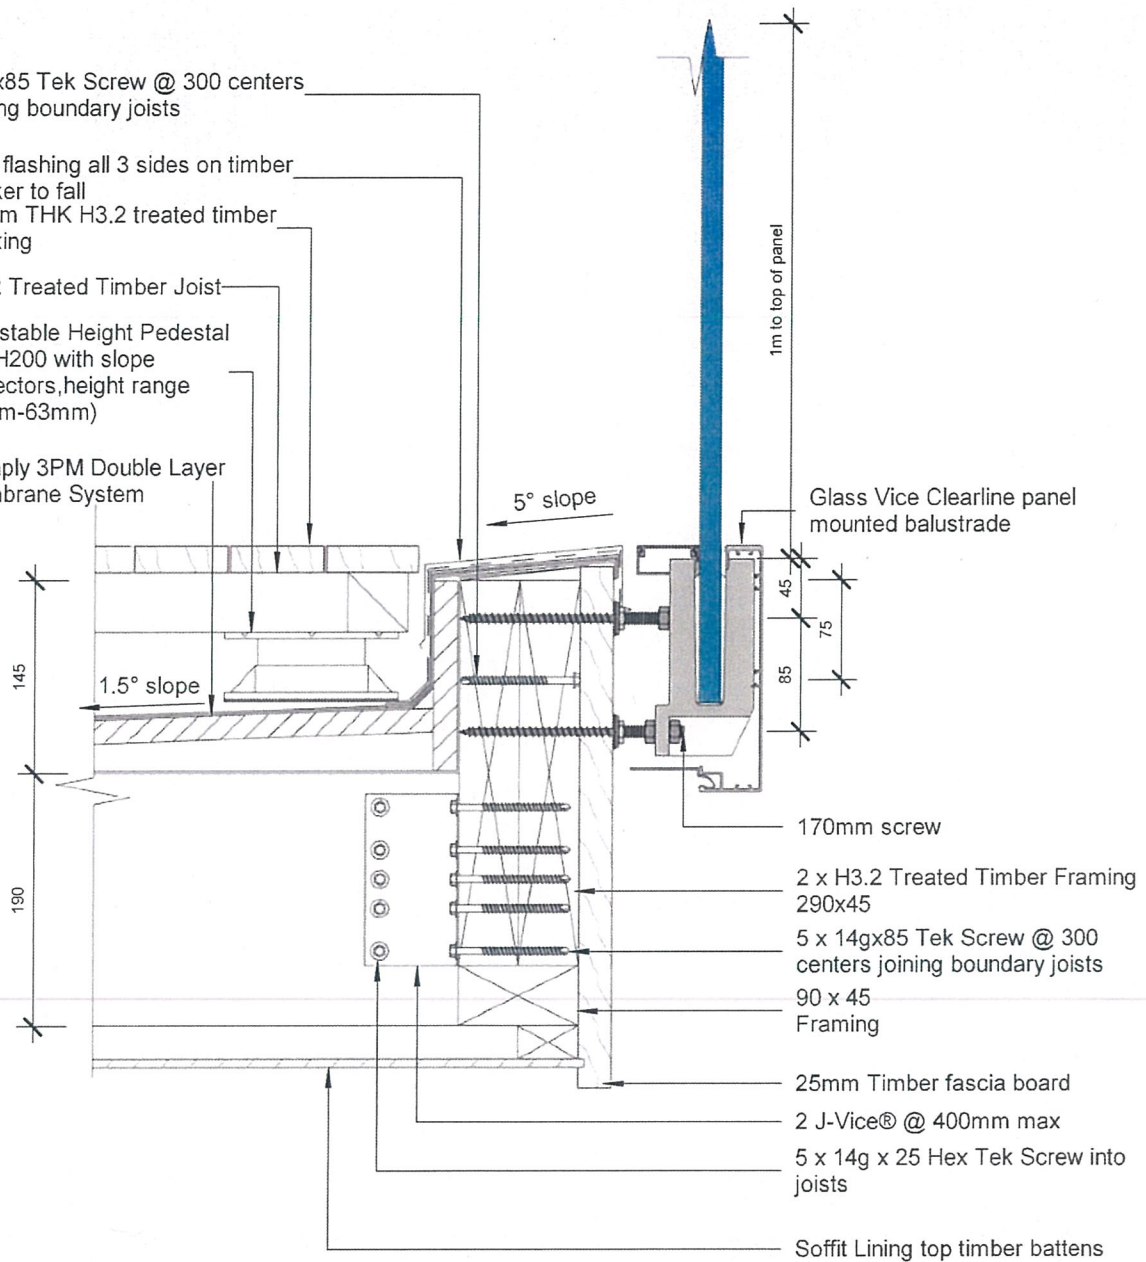 x85 Tek Screw @ 300 centers
ng boundary joists
flashing all 3 sides on timber
ker to fall
m THK H3.2 treated timber
king
Treated Timber Joist
stable Height Pedestal
H200 with slope
ectors,height range
m-63mm)
ply 3PM Double Layer
mbrane System
5° slope
1.5° slope
145
190
1m to top of panel
Glass Vice Clearline panel
mounted balustrade
45
75
85
170mm screw
2 x H3.2 Treated Timber Framing
290x45
5 x 14gx85 Tek Screw @ 300
centers joining boundary joists
90 x 45
Framing
25mm Timber fascia board
2 J-Vice® @ 400mm max
5 x 14g x 25 Hex Tek Screw into
joists
Soffit Lining top timber battens